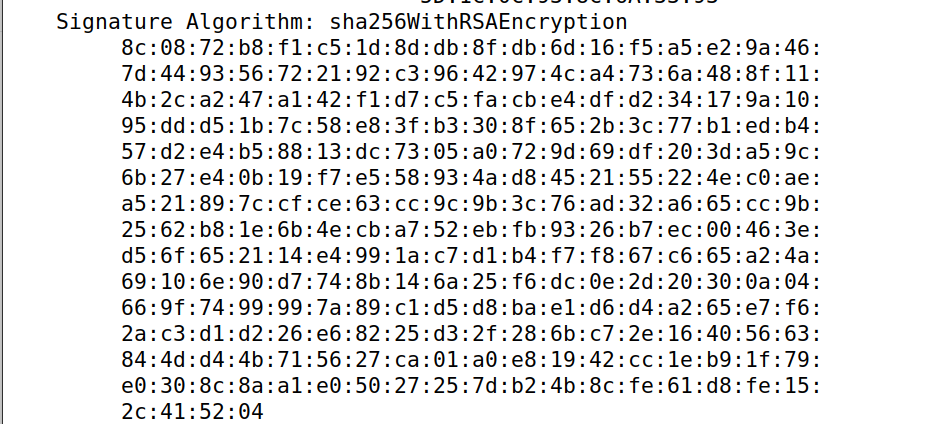 Signature Algorithm: sha256WithRSAEncryption
8c:08:72:b8:f1:c5:1d:8d:db:8f:db:6d:16:f5:a5:e2:9a:46:
7d:44:93:56:72:21:92:c3:96:42:97:4c:a4:73:6a:48:8f:11:
4b:2c:a2:47:a1:42:f1:d7:c5:fa:cb:e4:df:d2:34:17:9a:10:
95:dd:d5:1b:7c:58:e8:3f:b3:30:8f:65:2b:3c:77:b1:ed:b4:
57:d2:e4:b5:88:13:dc:73:05:a0:72:9d:69:df:20:3d:a5:9c:
6b:27:e4:0b:19:f7:e5:58:93:4a:d8:45:21:55:22:4e:c0:ae:
a5:21:89:7c:cf:ce:63:cc:9c:9b:3c:76:ad:32:a6:65:cc:9b:
25:62:b8:1e:6b:4e:cb:a7:52:eb:fb:93:26:b7:ec:00:46:3e:
d5:6f:65:21:14:e4:99:1a:c7:d1:b4:f7:f8:67:c6:65:a2:4a:
69:10:6e:90:d7:74:8b:14:6a:25:f6:dc:0e:2d:20:30:0a:04:
66:9f:74:99:99:7a:89:c1:d5:d8:ba:e1:d6:d4:a2:65:e7:f6:
2a:c3:d1:d2:26:e6:82:25:d3:2f:28:6b:c7:2e:16:40:56:63:
84:4d:d4:4b:71:56:27:ca:01:a0:e8:19:42:cc:1e:b9:1f:79:
e0:30:8c:8a:a1:e0:50:27:25:7d:b2:4b:8c:fe:61:d8:fe:15:
2c:41:52:04